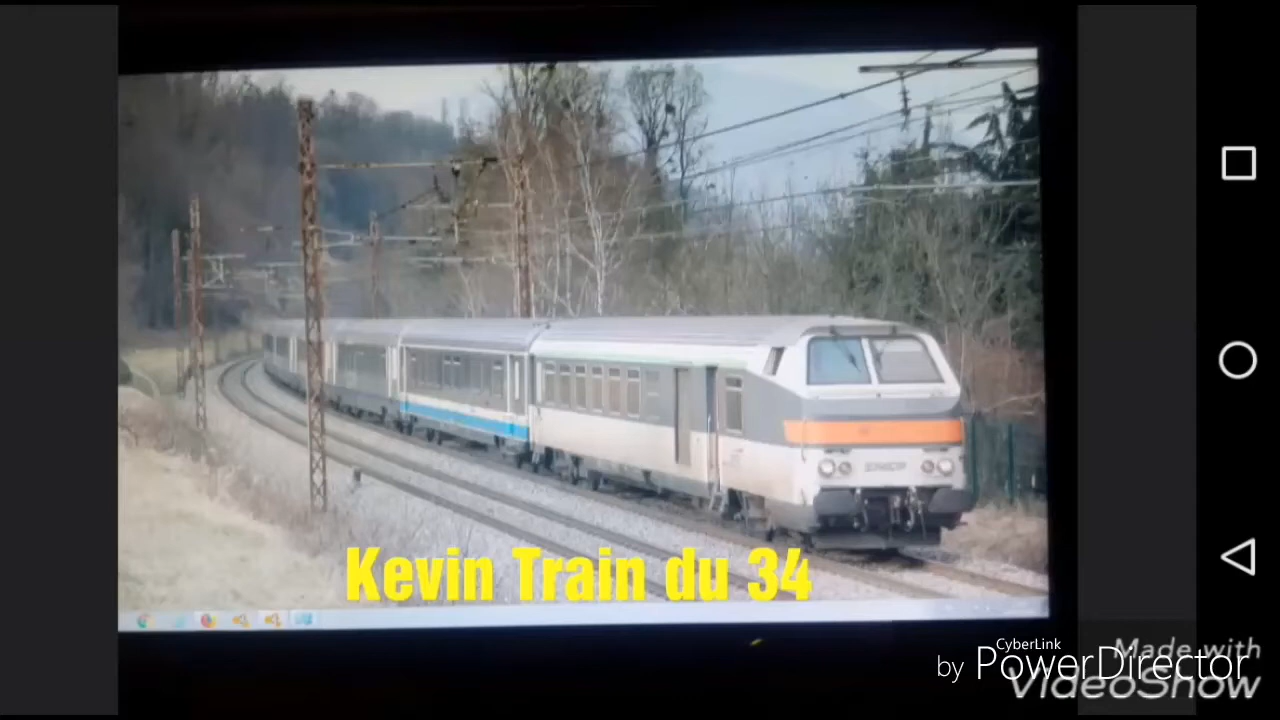 Kevin Train du 34
CyberLink
by PowerDirector
Made with
VideoShow